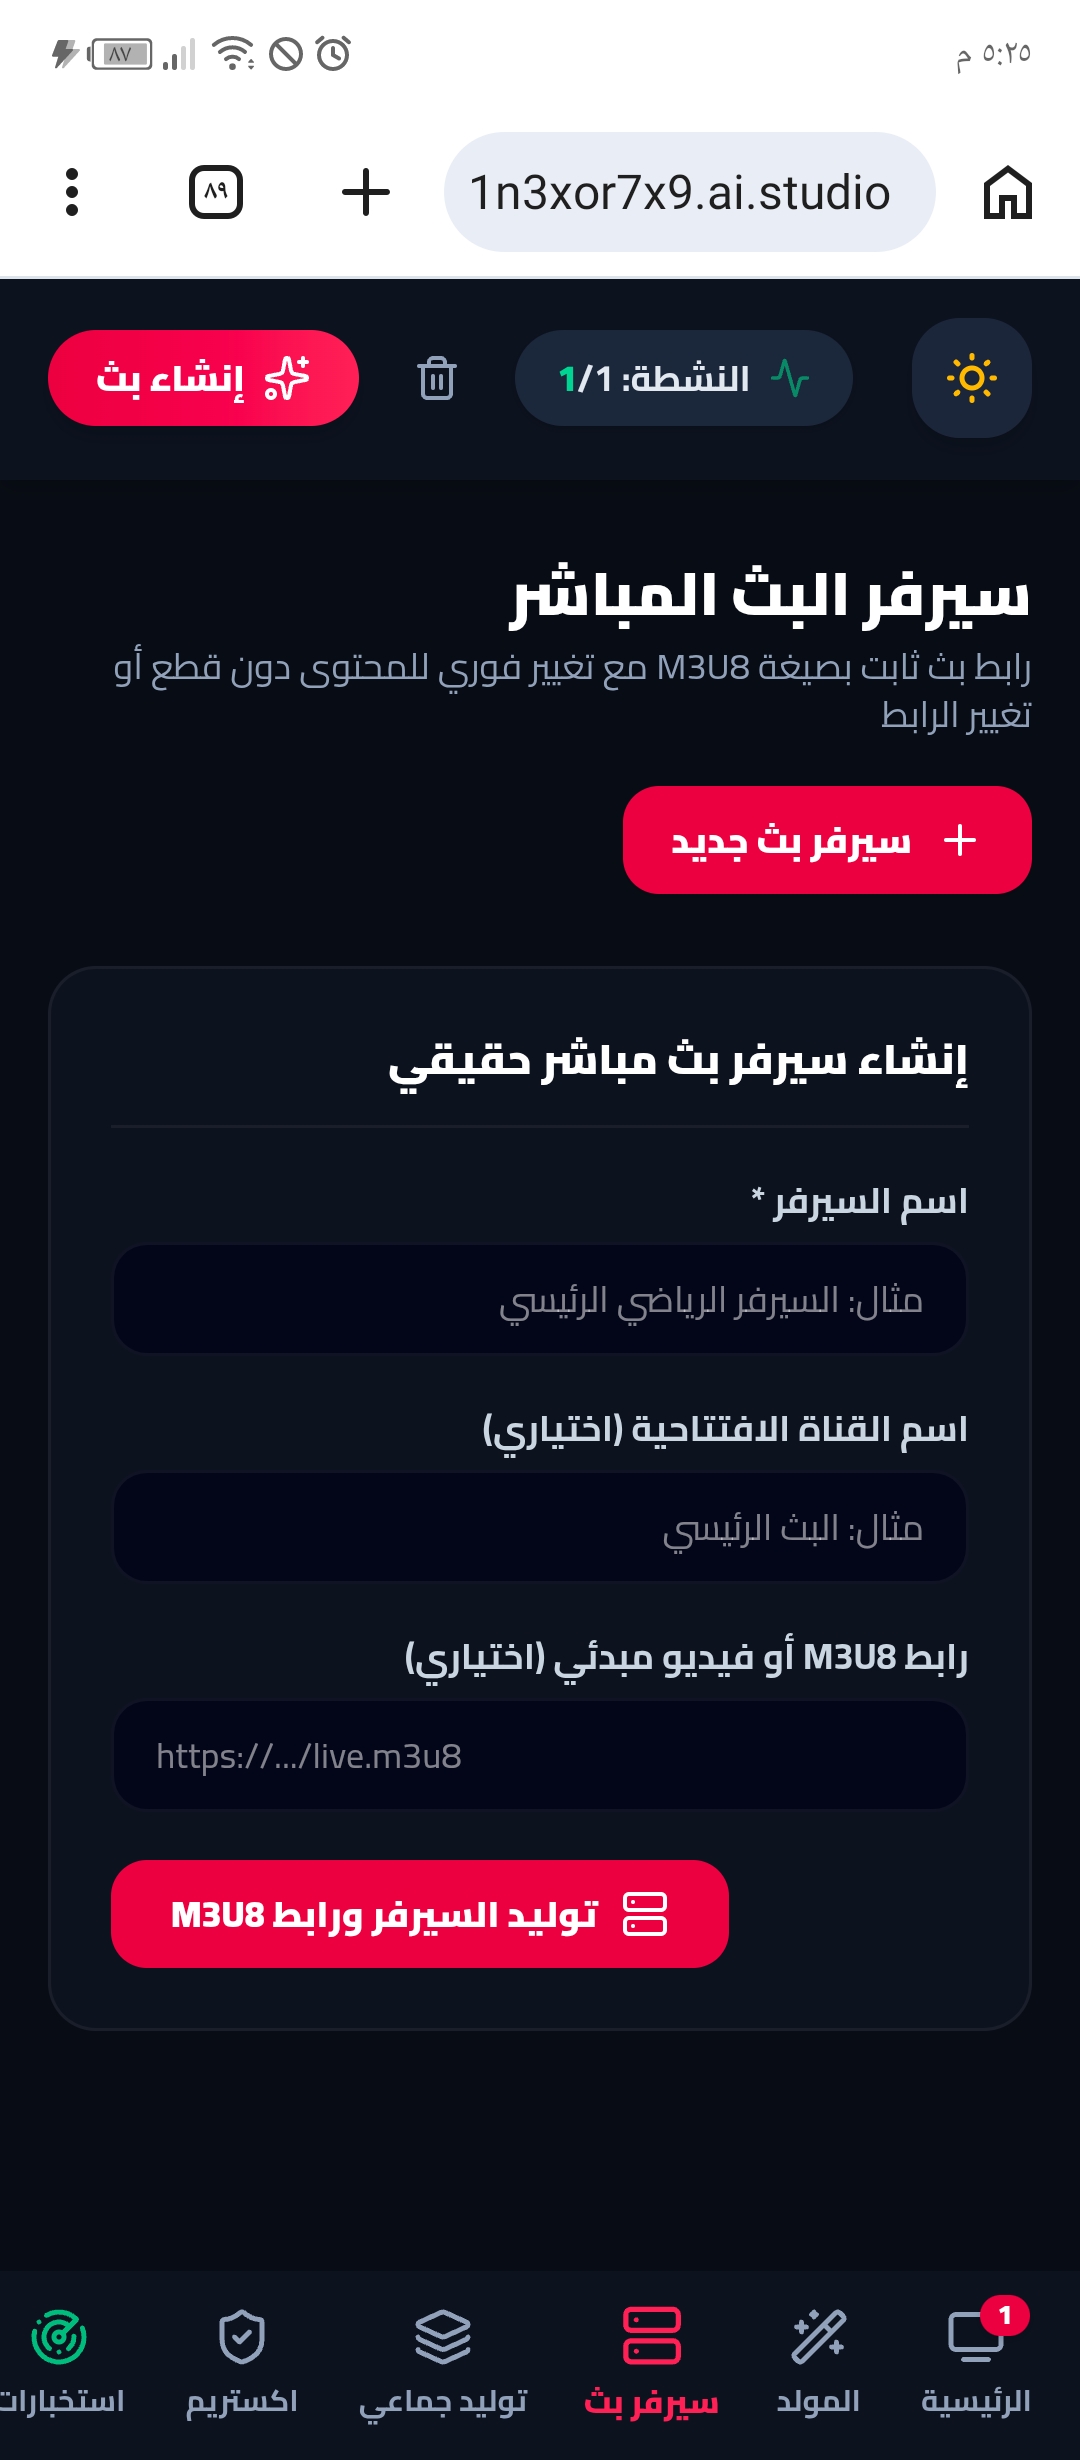 ٥:٢٥ م
٨٧
1n3xor7x9.ai.studio
٨٩
النشطة: 1/1
إنشاء بث
سيرفر البث المباشر
رابط بث ثابت بصيغة M3U8 مع تغيير فوري للمحتوى دون قطع أو
تغيير الرابط
سيرفر بث جديد
إنشاء سيرفر بث مباشر حقيقي
اسم السيرفر *
مثال: السيرفر الرياضي الرئيسي
اسم القناة الافتتاحية (اختياري)
مثال: البث الرئيسي
رابط M3U8 أو فيديو مبدئي (اختياري)
https://.../live.m3u8
توليد السيرفر ورابط M3U8
1
الرئيسية
المولد
سيرفر بث
توليد جماعي
اكستريم
استخبارات